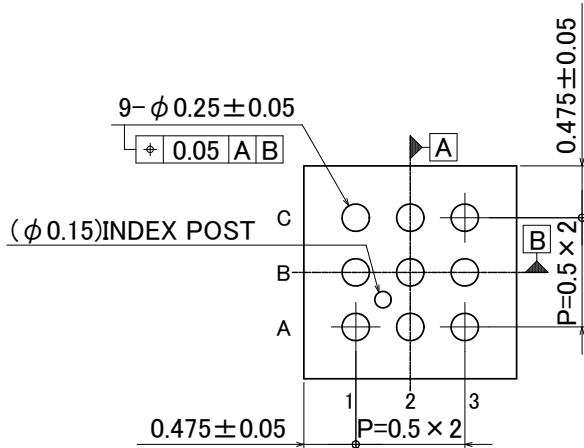 9-φ0.25±0.05
⌖ 0.05 A B
A
0.475±0.05
C
(φ0.15)INDEX POST
B
B
P=0.5×2
A
1 2 3
0.475±0.05 P=0.5×2